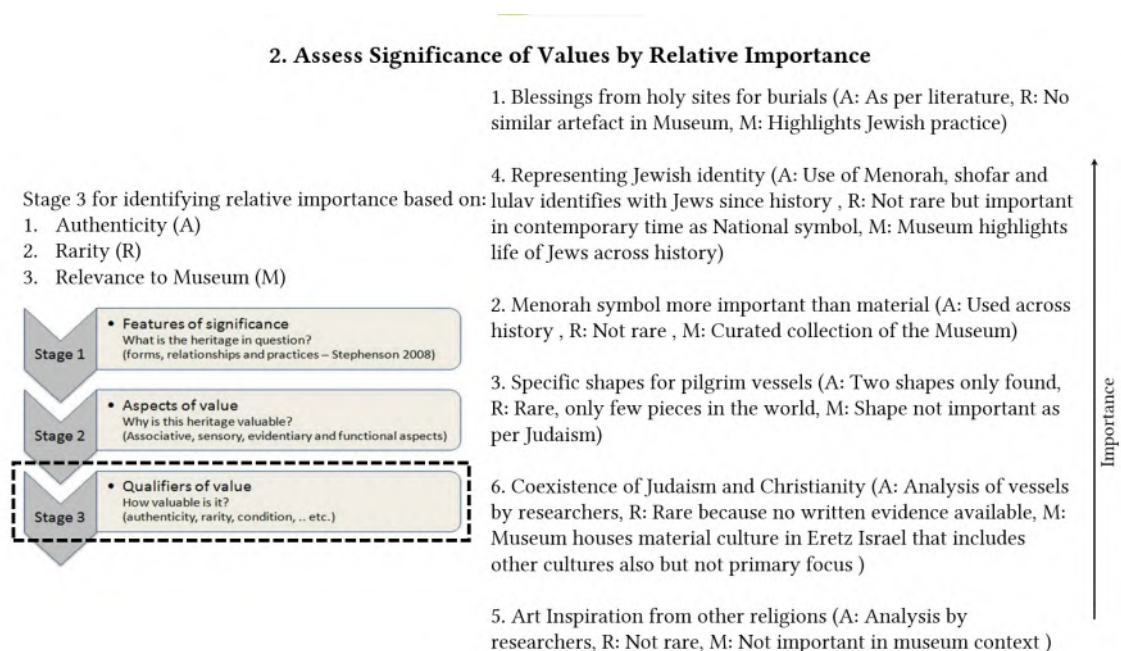 2. Assess Significance of Values by Relative Importance
Stage 3 for identifying relative importance based on:
1. Authenticity (A)
2. Rarity (R)
3. Relevance to Museum (M)
Stage 1
• Features of significance
What is the heritage in question?
(forms, relationships and practices – Stephenson 2008)
Stage 2
• Aspects of value
Why is this heritage valuable?
(Associative, sensory, evidentiary and functional aspects)
Stage 3
• Qualifiers of value
How valuable is it?
(authenticity, rarity, condition, .. etc.)
1. Blessings from holy sites for burials (A: As per literature, R: No
similar artefact in Museum, M: Highlights Jewish practice)
4. Representing Jewish identity (A: Use of Menorah, shofar and
lulav identifies with Jews since history , R: Not rare but important
in contemporary time as National symbol, M: Museum highlights
life of Jews across history)
2. Menorah symbol more important than material (A: Used across
history , R: Not rare , M: Curated collection of the Museum)
3. Specific shapes for pilgrim vessels (A: Two shapes only found,
R: Rare, only few pieces in the world, M: Shape not important as
per Judaism)
6. Coexistence of Judaism and Christianity (A: Analysis of vessels
by researchers, R: Rare because no written evidence available, M:
Museum houses material culture in Eretz Israel that includes
other cultures also but not primary focus )
5. Art Inspiration from other religions (A: Analysis by
researchers, R: Not rare, M: Not important in museum context )
Importance